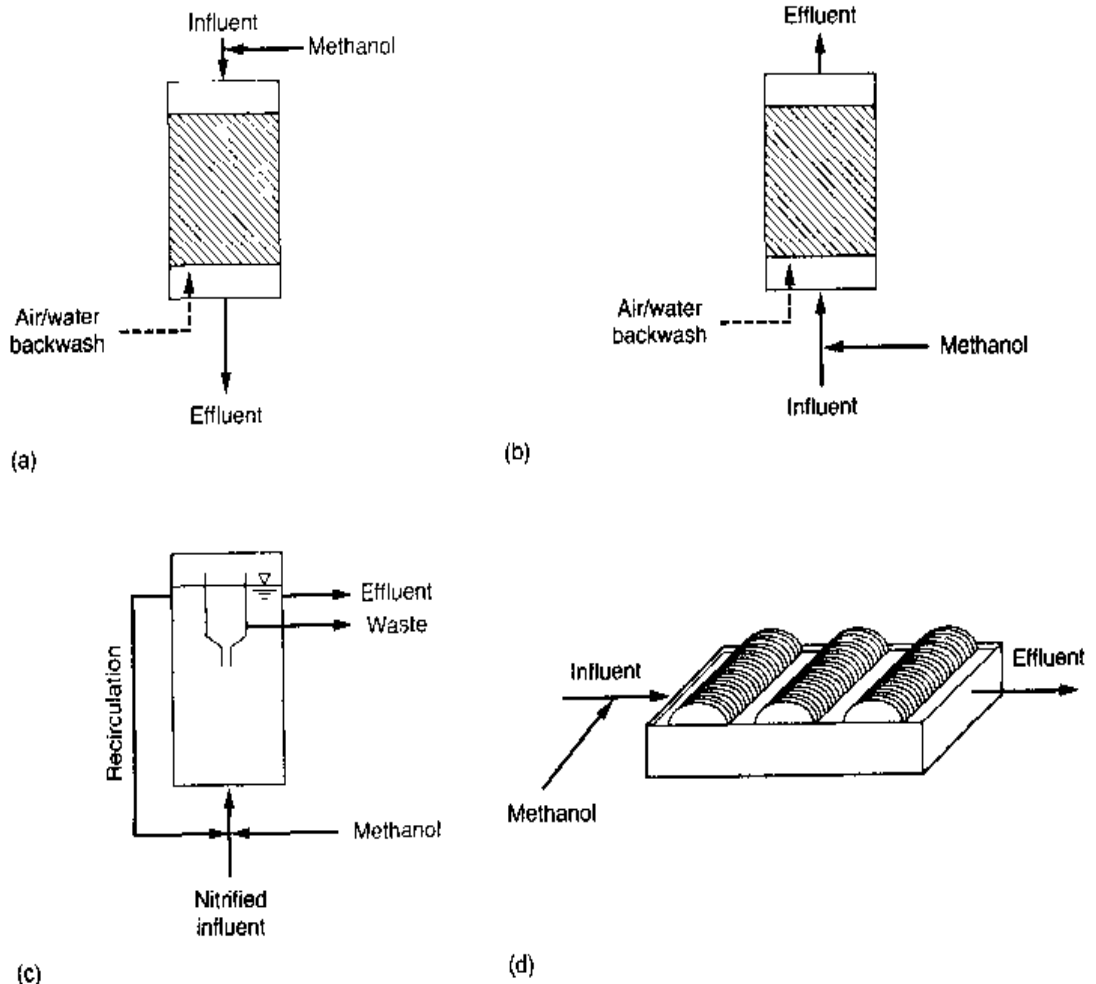 Influent
Methanol
Air/water
backwash
Effluent
(a)
Effluent
Air/water
backwash
Methanol
Influent
(b)
Effluent
Waste
Recirculation
Methanol
Nitrified
influent
(c)
Influent
Effluent
Methanol
(d)